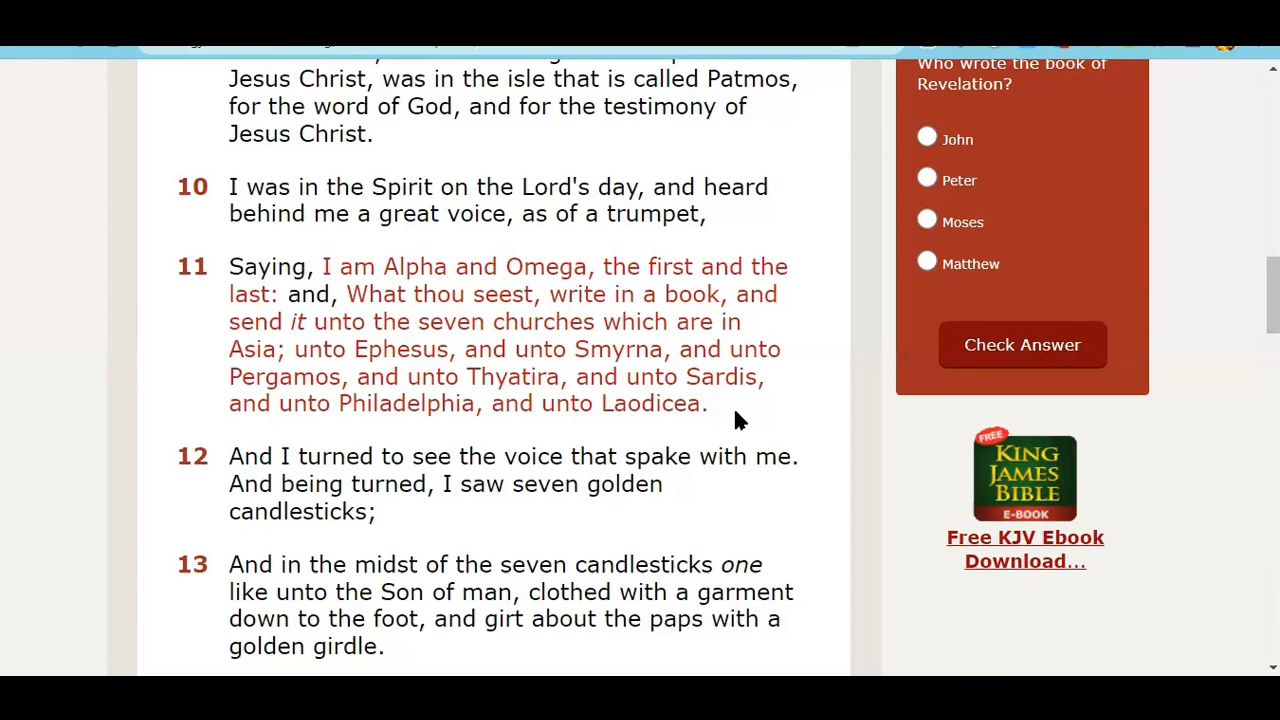 Jesus Christ, was in the isle that is called Patmos,
for the word of God, and for the testimony of
Jesus Christ.
10 I was in the Spirit on the Lord's day, and heard
behind me a great voice, as of a trumpet,
11 Saying, I am Alpha and Omega, the first and the
last: and, What thou seest, write in a book, and
send it unto the seven churches which are in
Asia; unto Ephesus, and unto Smyrna, and unto
Pergamos, and unto Thyatira, and unto Sardis,
and unto Philadelphia, and unto Laodicea.
12 And I turned to see the voice that spake with me.
And being turned, I saw seven golden
candlesticks;
13 And in the midst of the seven candlesticks one
like unto the Son of man, clothed with a garment
down to the foot, and girt about the paps with a
golden girdle.
Who wrote the book of
Revelation?
John
Peter
Moses
Matthew
Check Answer
FREE
KING
JAMES
BIBLE
E-BOOK
Free KJV Ebook
Download...